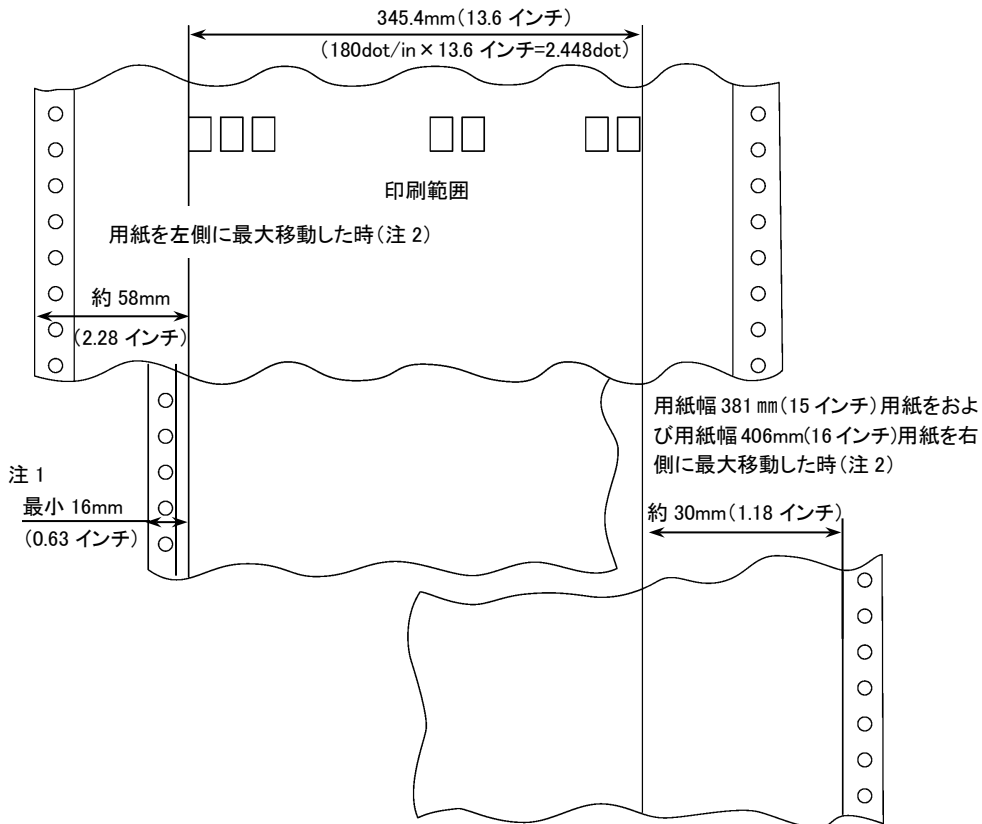 345.4mm(13.6 インチ)
(180dot/in×13.6 インチ=2.448dot)
印刷範囲
用紙を左側に最大移動した時(注 2)
約 58mm
(2.28 インチ)
用紙幅 381 ㎜(15 インチ)用紙をおよ
び用紙幅 406mm(16 インチ)用紙を右
側に最大移動した時(注 2)
注 1
最小 16mm
(0.63 インチ)
約 30mm(1.18 インチ)